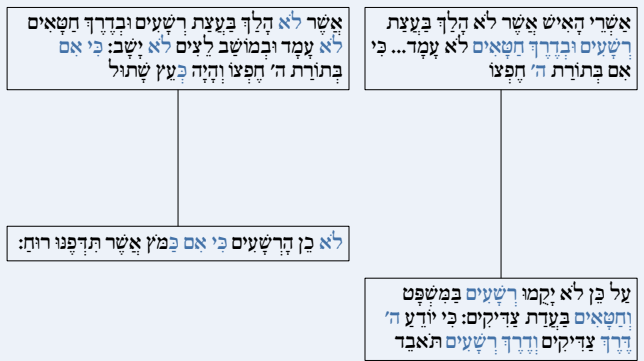 אַשְׁרֵי הָאִישׁ אֲשֶׁר לֹא הָלַךְ בַּעֲצַת
רְשָׁעִים וּבְדֶרֶךְ חַטָּאִים לֹא עָמָד... כִּי
אִם בְּתוֹרַת ה' חֶפְצוֹ
אֲשֶׁר לֹא הָלַךְ בַּעֲצַת רְשָׁעִים וּבְדֶרֶךְ חַטָּאִים
לֹא עָמָד וּבְמוֹשַׁב לֵצִים לֹא יָשָׁב: כִּי אִם
בְּתוֹרַת ה' חֶפְצוֹ וְהָיָה כְּעֵץ שָׁתוּל
לֹא כֵן הָרְשָׁעִים כִּי אִם כַּמֹּץ אֲשֶׁר תִּדְּפֶנּוּ רוּחַ:
עַל כֵּן לֹא יָקֻמוּ רְשָׁעִים בַּמִּשְׁפָּט
וְחַטָּאִים בַּעֲדַת צַדִּיקִים: כִּי יוֹדֵעַ ה'
דֶּרֶךְ צַדִּיקִים וְדֶרֶךְ רְשָׁעִים תֹּאבֵד